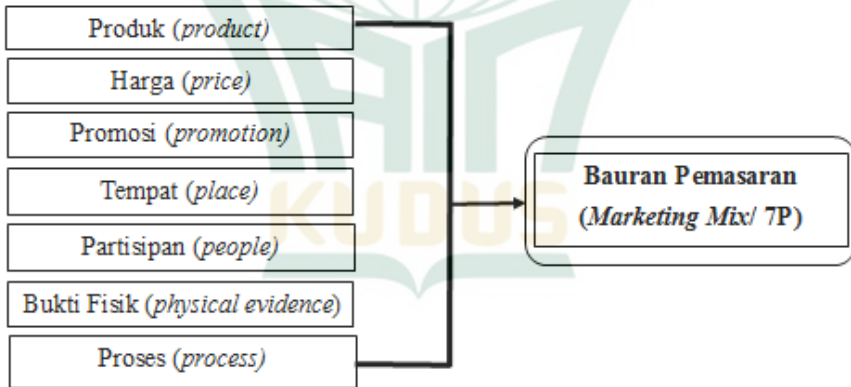 Produk (product)
Harga (price)
Promosi (promotion)
Tempat (place)
Partisipan (people)
Bukti Fisik (physical evidence)
Proses (process)
Bauran Pemasaran
(Marketing Mix/ 7P)
KUDUS